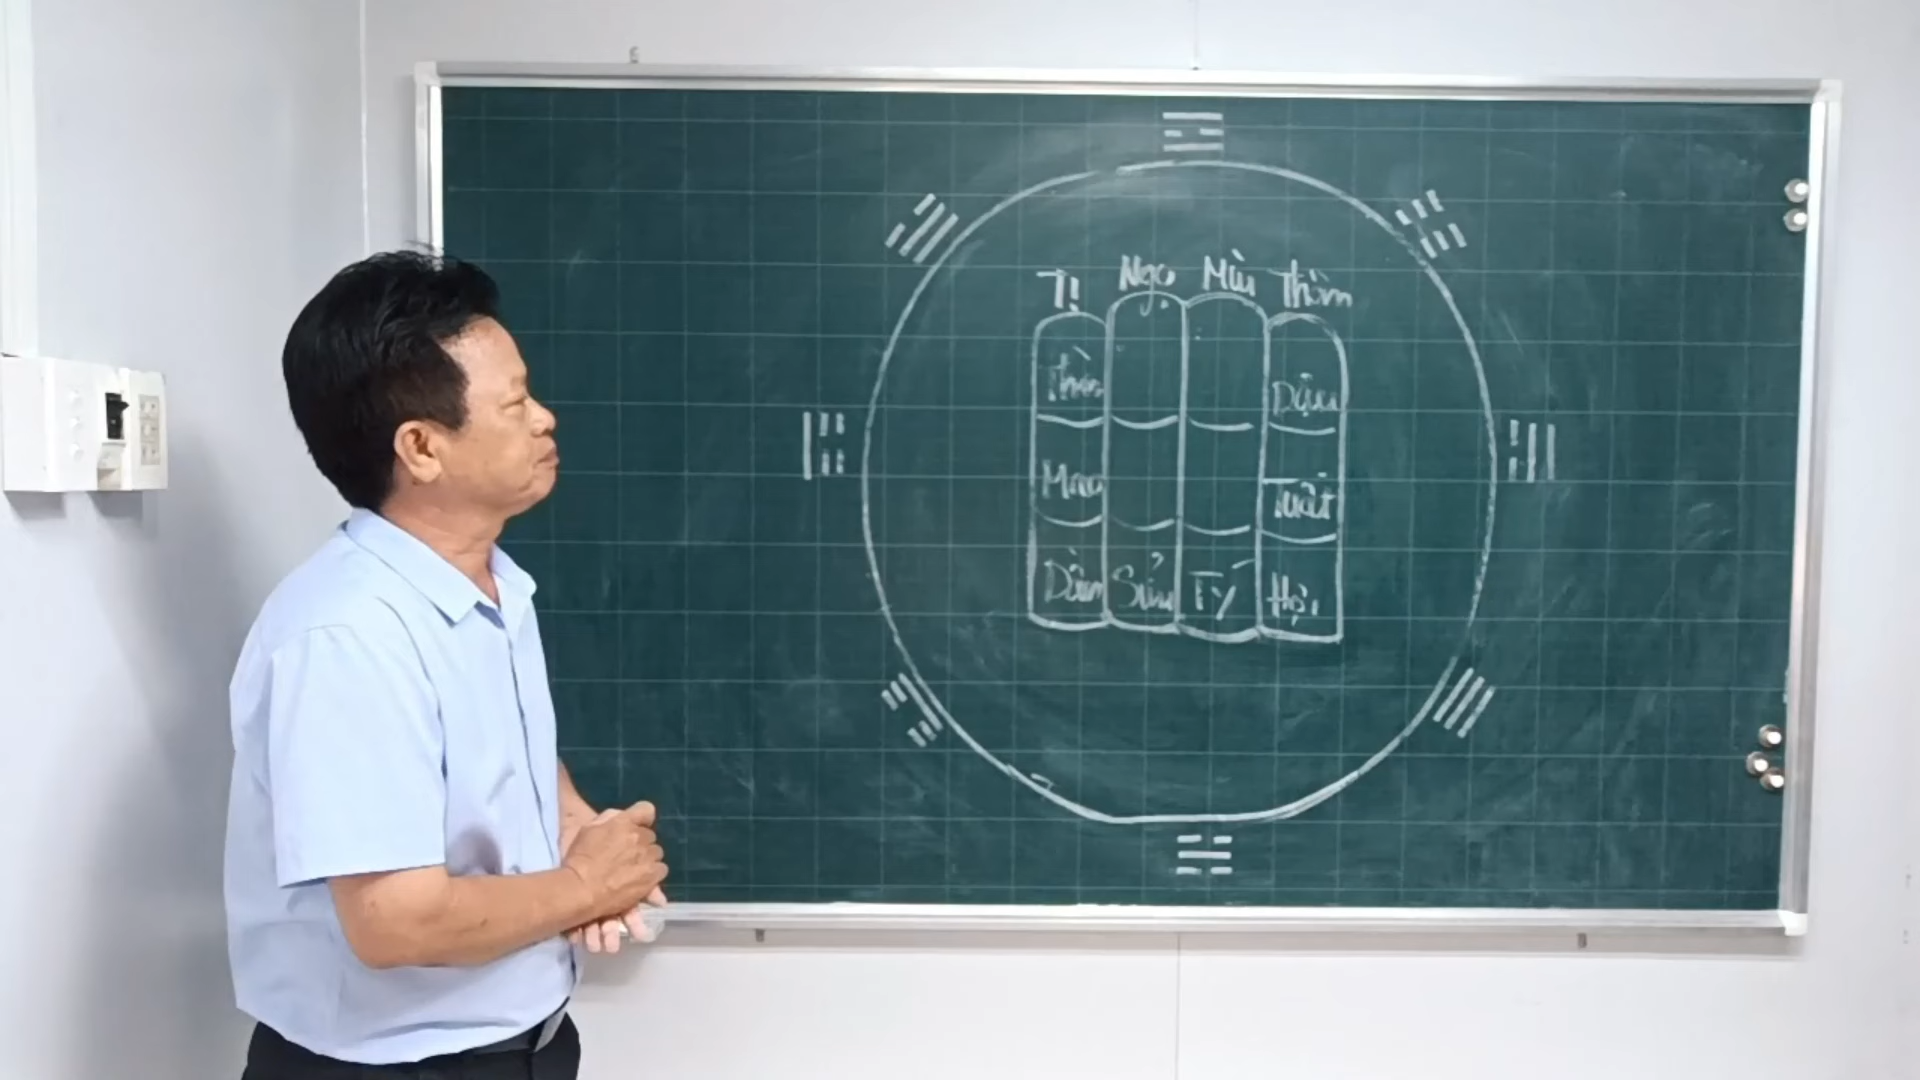 Tị Ngọ Mùi Thân
Thìn Dậu
Mão Tuất
Dần Sửu Tý Hợi